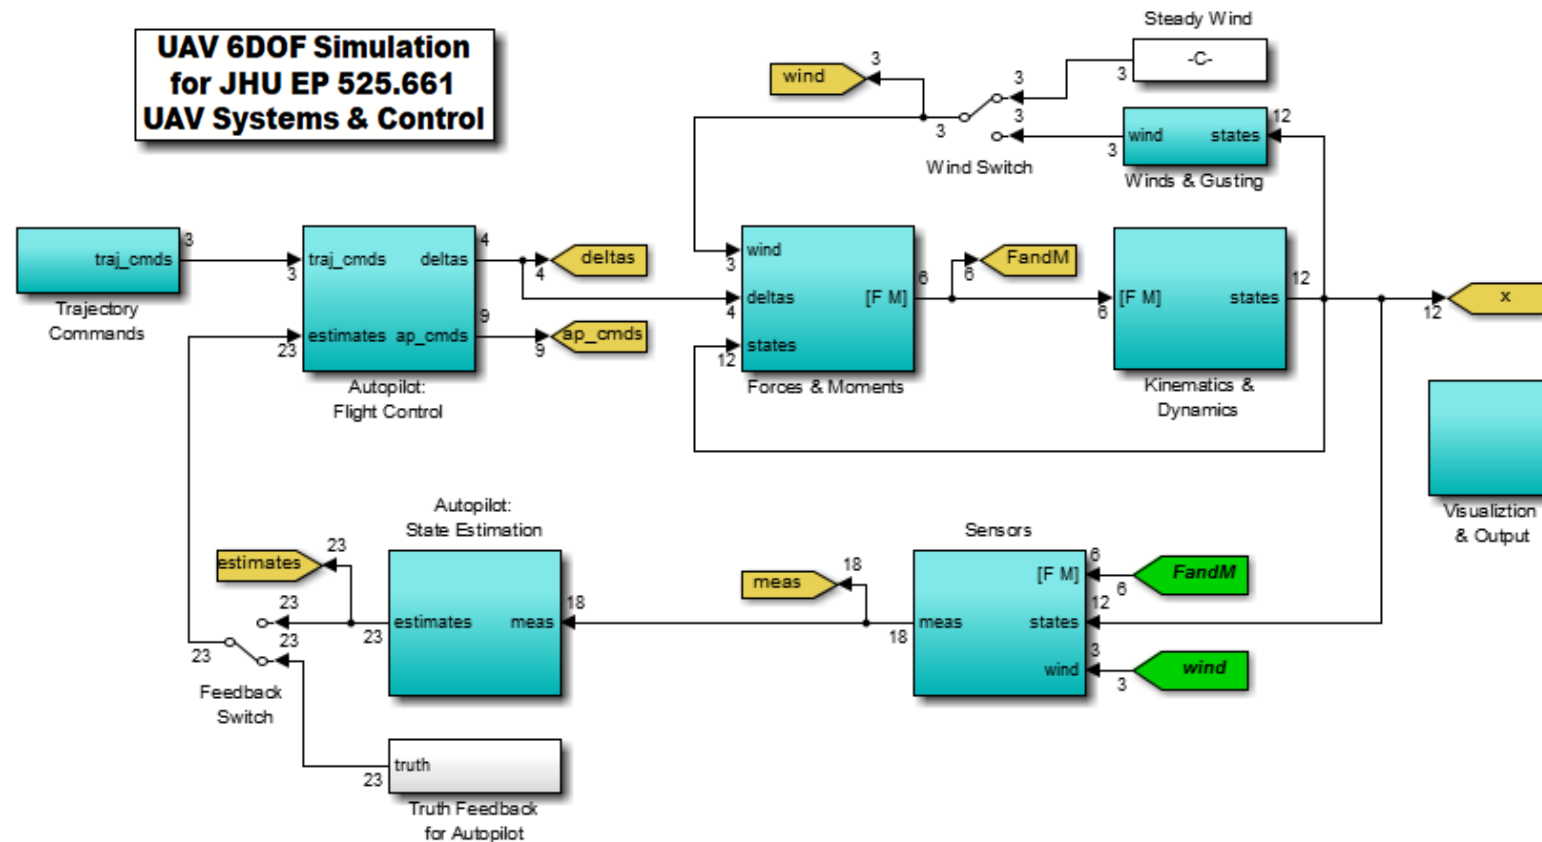 UAV 6DOF Simulation
for JHU EP 525.661
UAV Systems & Control
Steady Wind
-C-
3
wind
3
3
3
3
Wind Switch
wind
states
12
3
Winds & Gusting
traj_cmds
3
Trajectory
Commands
traj_cmds
3
estimates
23
deltas
4
ap_cmds
9
Autopilot:
Flight Control
deltas
4
ap_cmds
9
wind
3
deltas
4
states
12
[F M]
6
Forces & Moments
FandM
6
[F M]
6
states
12
Kinematics &
Dynamics
x
12
Visualiztion
& Output
Autopilot:
State Estimation
estimates
23
23
23
23
23
Feedback
Switch
estimates
23
meas
18
meas
18
Sensors
[F M]
6
states
12
wind
3
meas
18
FandM
6
wind
3
truth
23
Truth Feedback
for Autopilot